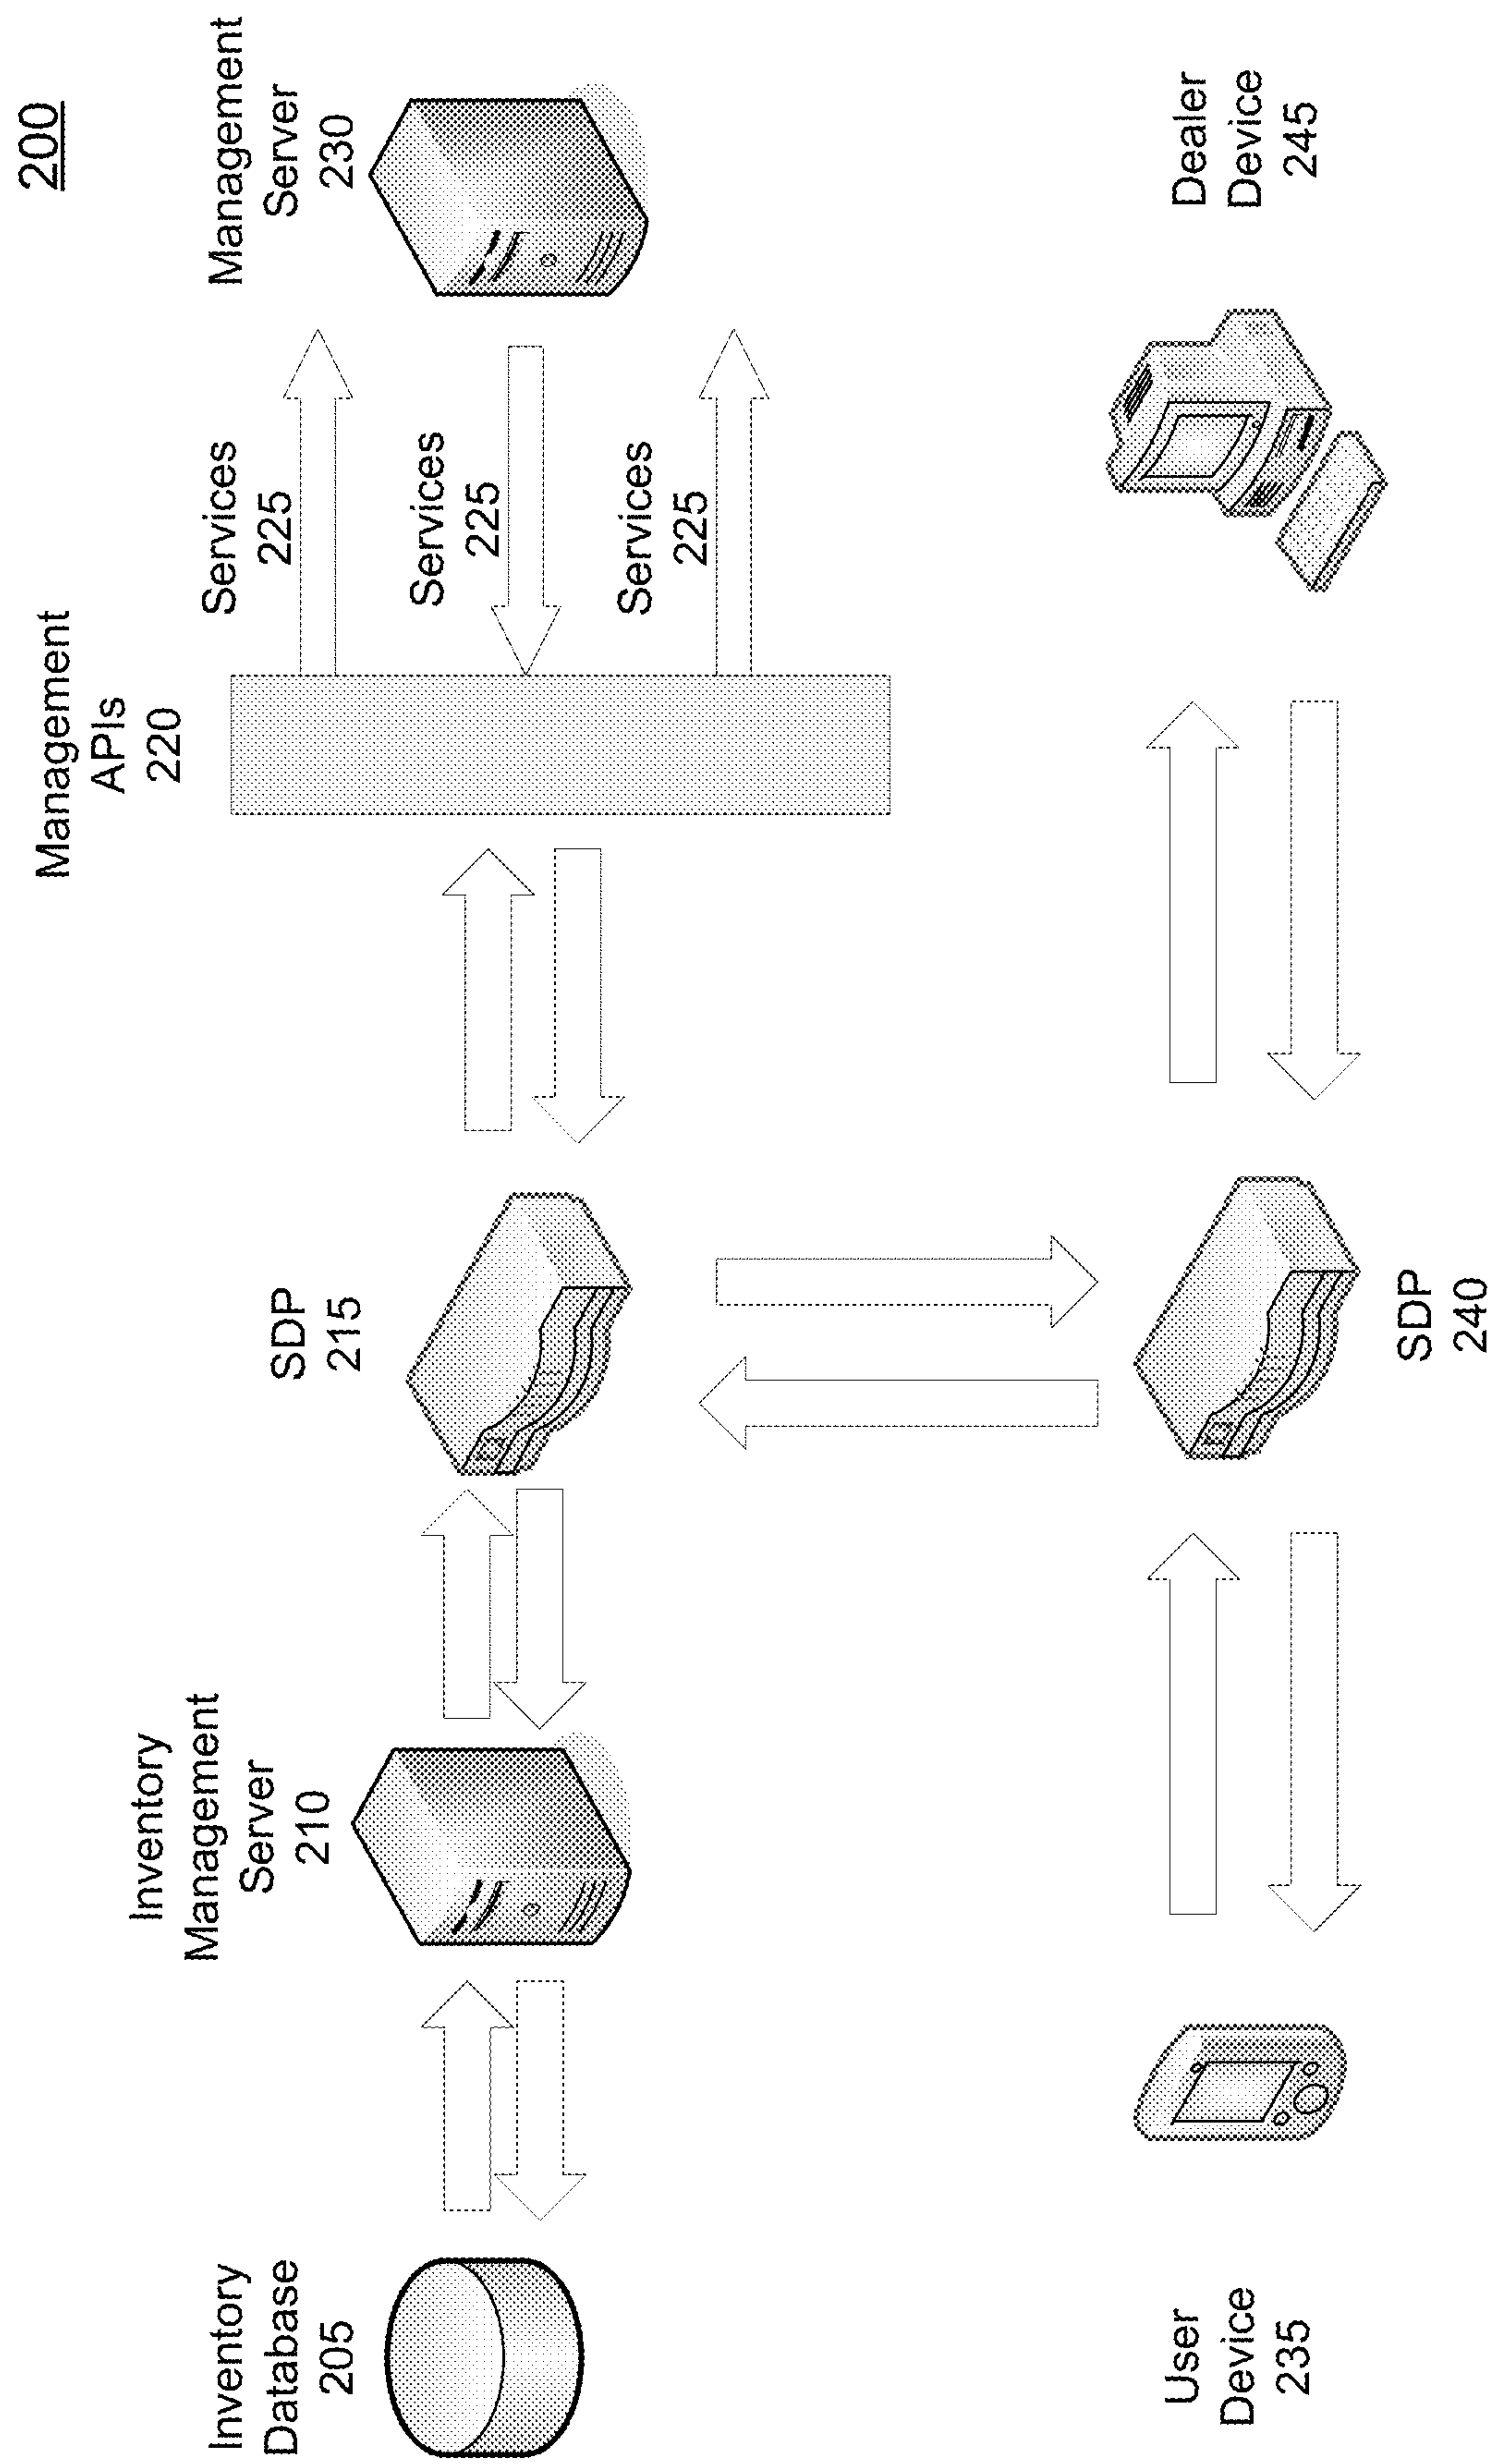 200
Inventory
Database
205
Inventory
Management
Server
210
SDP
215
Management
APIs
220
Services
225
Services
225
Services
225
Management
Server
230
User
Device
235
SDP
240
Dealer
Device
245